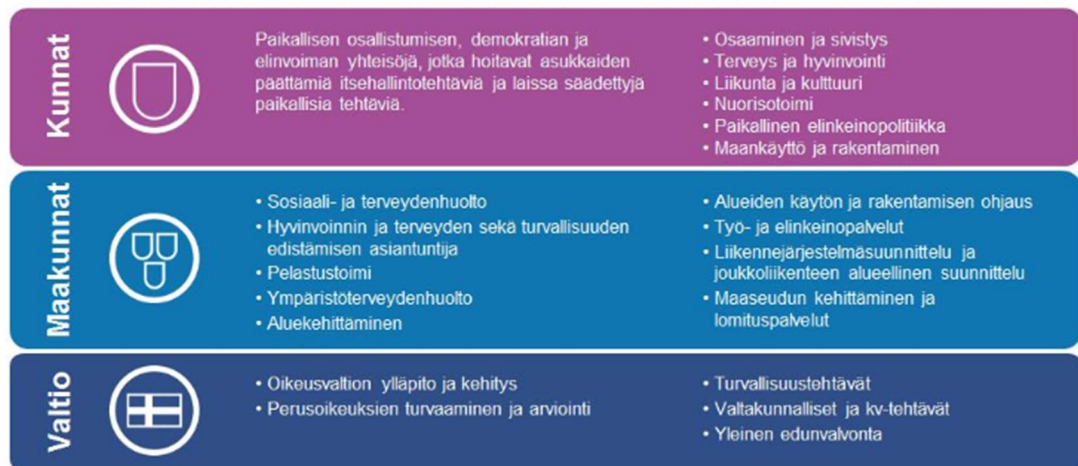 Kunnat
Paikallisen osallistumisen, demokratian ja
elinvoiman yhteisöjä, jotka hoitavat asukkaiden
päättämiä itsehallintotehtäviä ja laissa säädettyjä
paikallisia tehtäviä.
• Osaaminen ja sivistys
• Terveys ja hyvinvointi
• Liikunta ja kulttuuri
• Nuorisotoimi
• Paikallinen elinkeinopolitiikka
• Maankäyttö ja rakentaminen
Maakunnat
• Sosiaali- ja terveydenhuolto
• Hyvinvoinnin ja terveyden sekä turvallisuuden
edistämisen asiantuntija
• Pelastustoimi
• Ympäristöterveydenhuolto
• Aluekehittäminen
• Alueiden käytön ja rakentamisen ohjaus
• Työ- ja elinkeinopalvelut
• Liikennejärjestelmäsuunnittelu ja
joukkoliikenteen alueellinen suunnittelu
• Maaseudun kehittäminen ja
lomituspalvelut
Valtio
• Oikeusvaltion ylläpito ja kehitys
• Perusoikeuksien turvaaminen ja arviointi
• Turvallisuustehtävät
• Valtakunnalliset ja kv-tehtävät
• Yleinen edunvalvonta